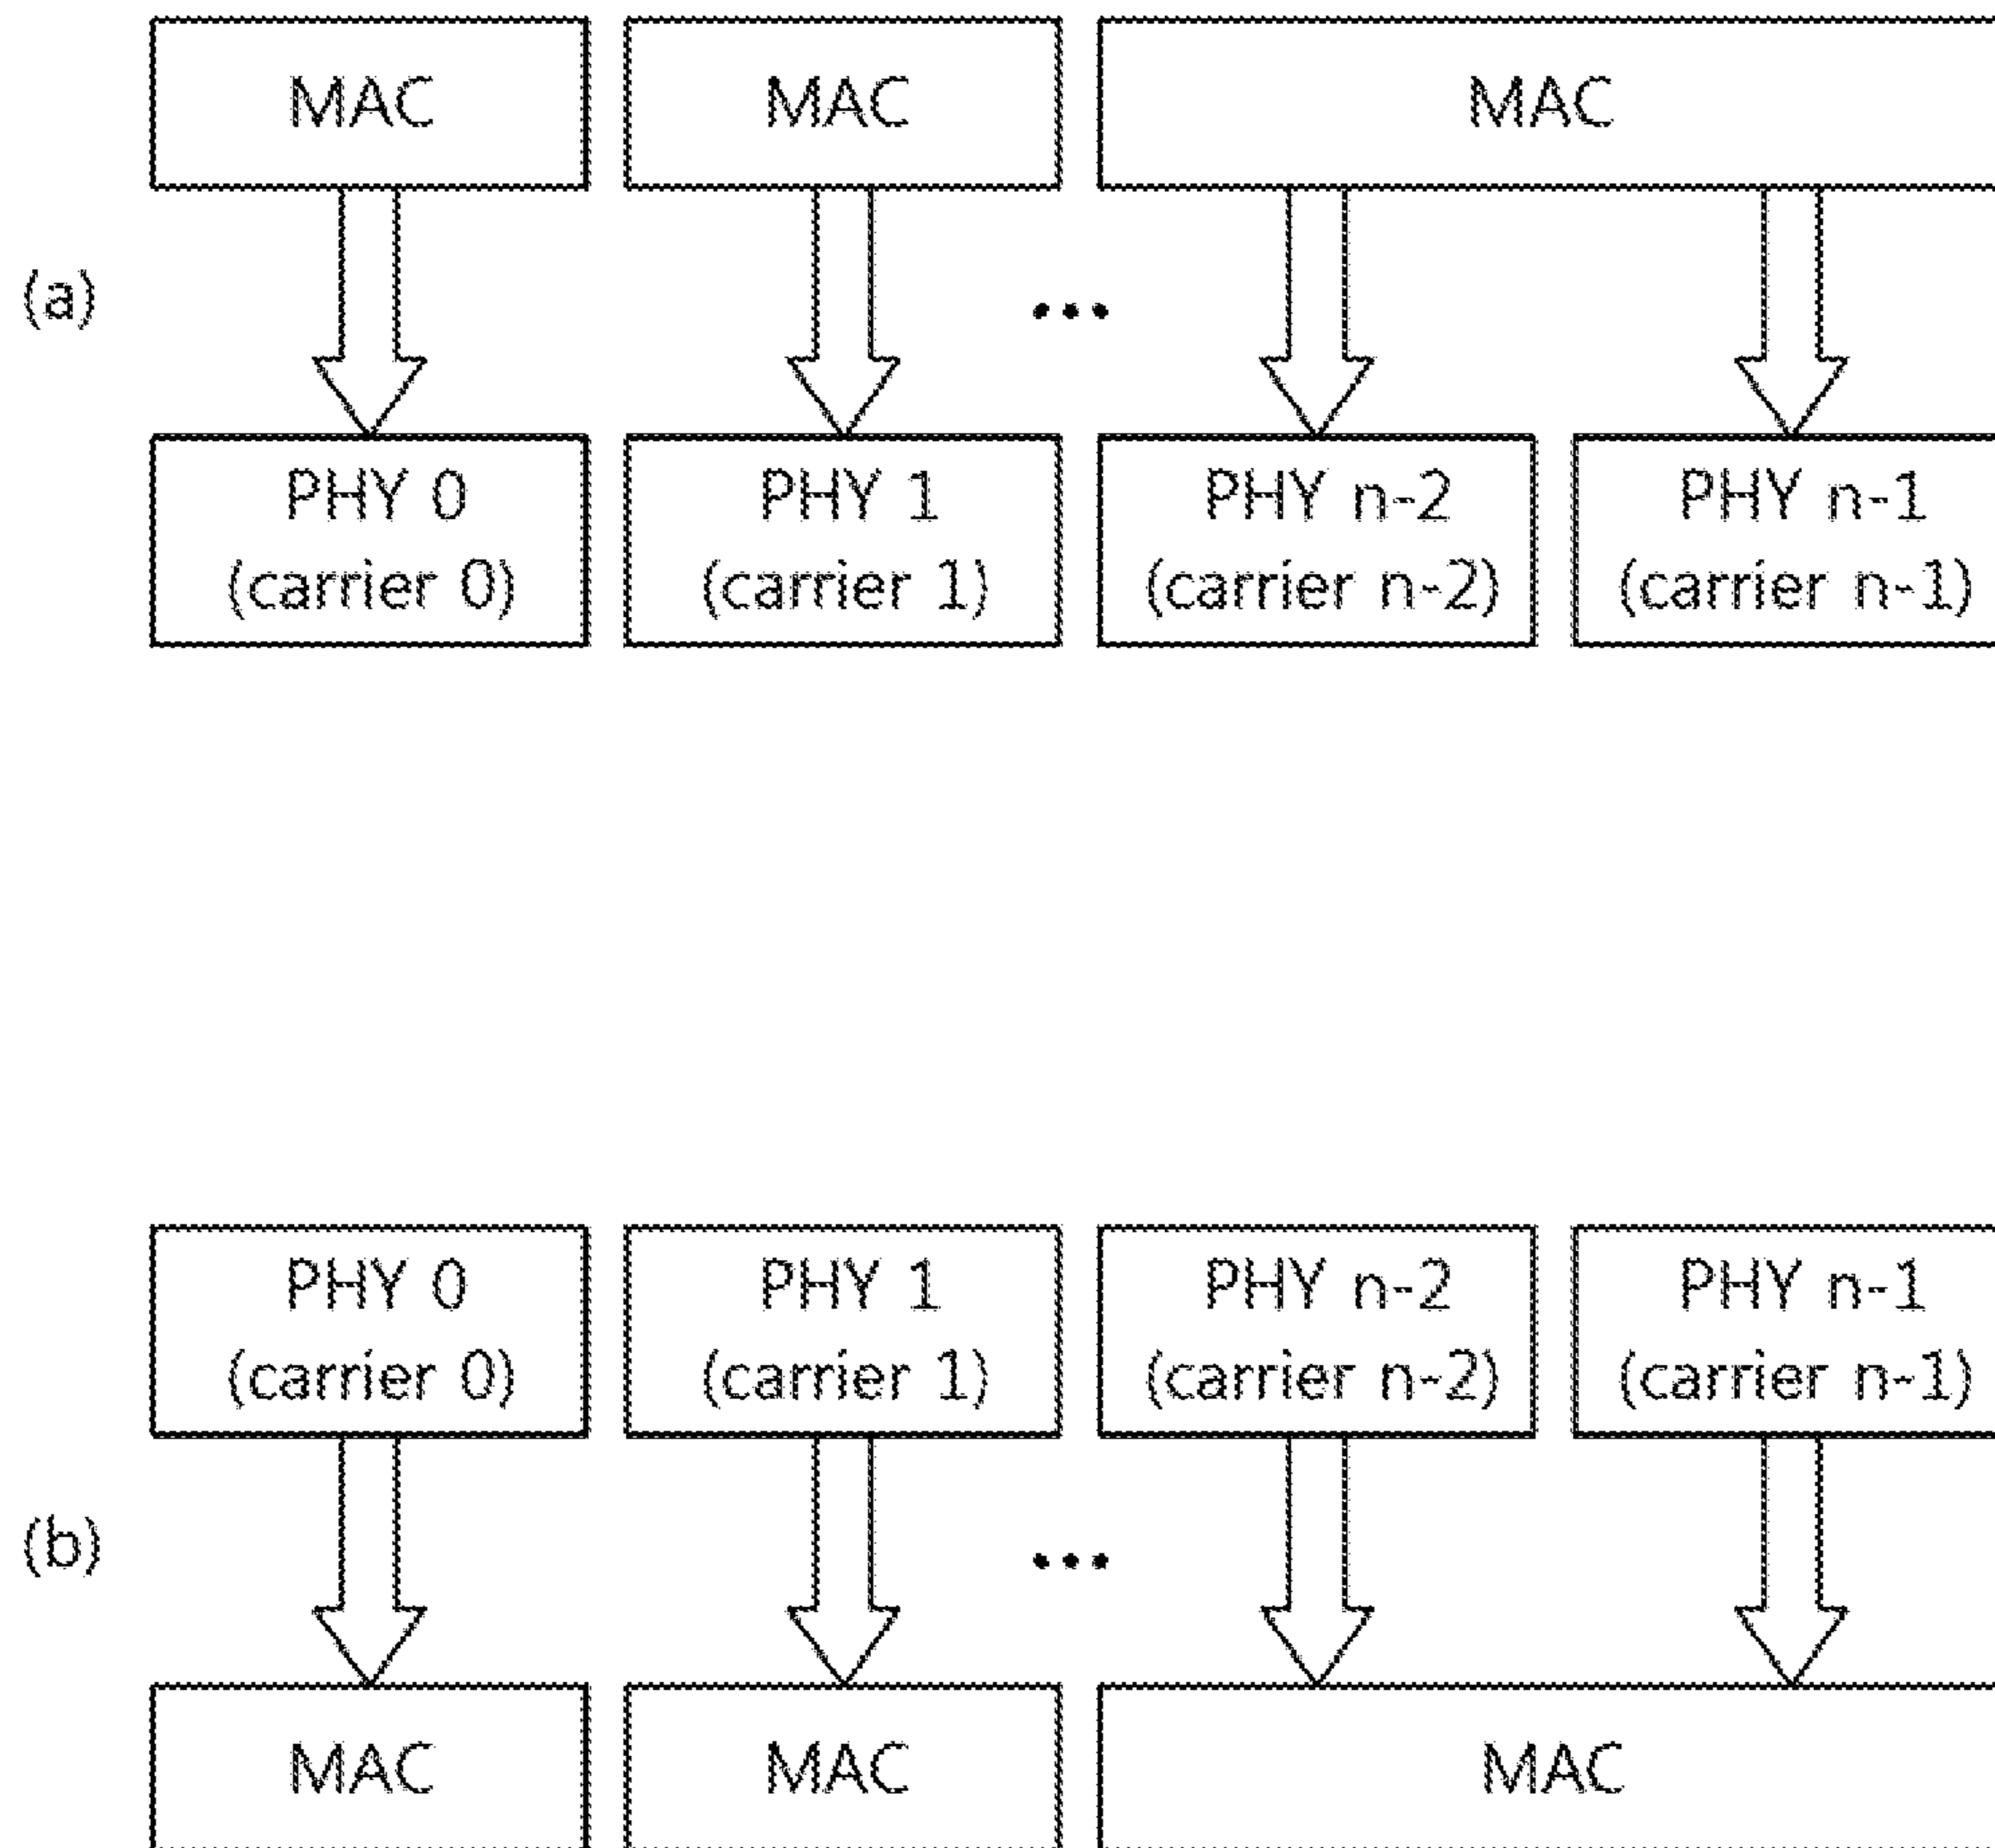 MAC
MAC
MAC
(a)
...
PHY 0
(carrier 0)
PHY 1
(carrier 1)
PHY n-2
(carrier n-2)
PHY n-1
(carrier n-1)
PHY 0
(carrier 0)
PHY 1
(carrier 1)
PHY n-2
(carrier n-2)
PHY n-1
(carrier n-1)
(b)
...
MAC
MAC
MAC